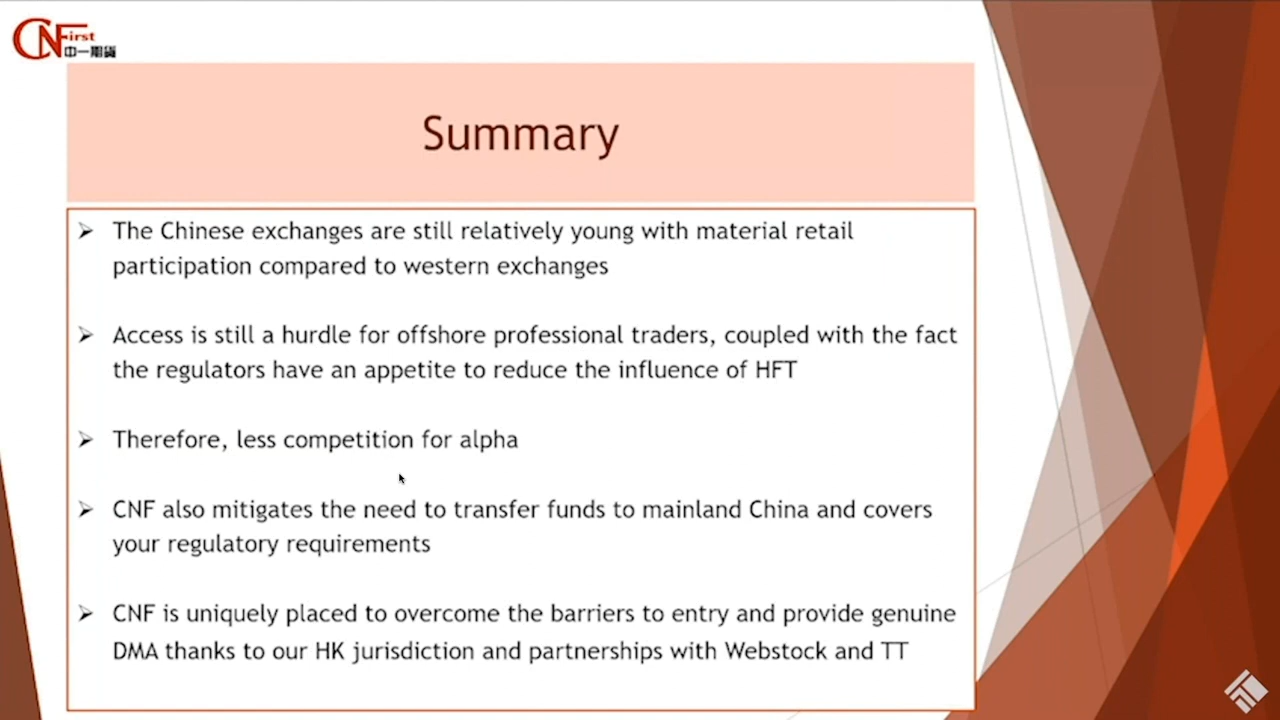 CNFirst
中一期貨
Summary
The Chinese exchanges are still relatively young with material retail
participation compared to western exchanges
Access is still a hurdle for offshore professional traders, coupled with the fact
the regulators have an appetite to reduce the influence of HFT
Therefore, less competition for alpha
CNF also mitigates the need to transfer funds to mainland China and covers
your regulatory requirements
CNF is uniquely placed to overcome the barriers to entry and provide genuine
DMA thanks to our HK jurisdiction and partnerships with Webstock and TT